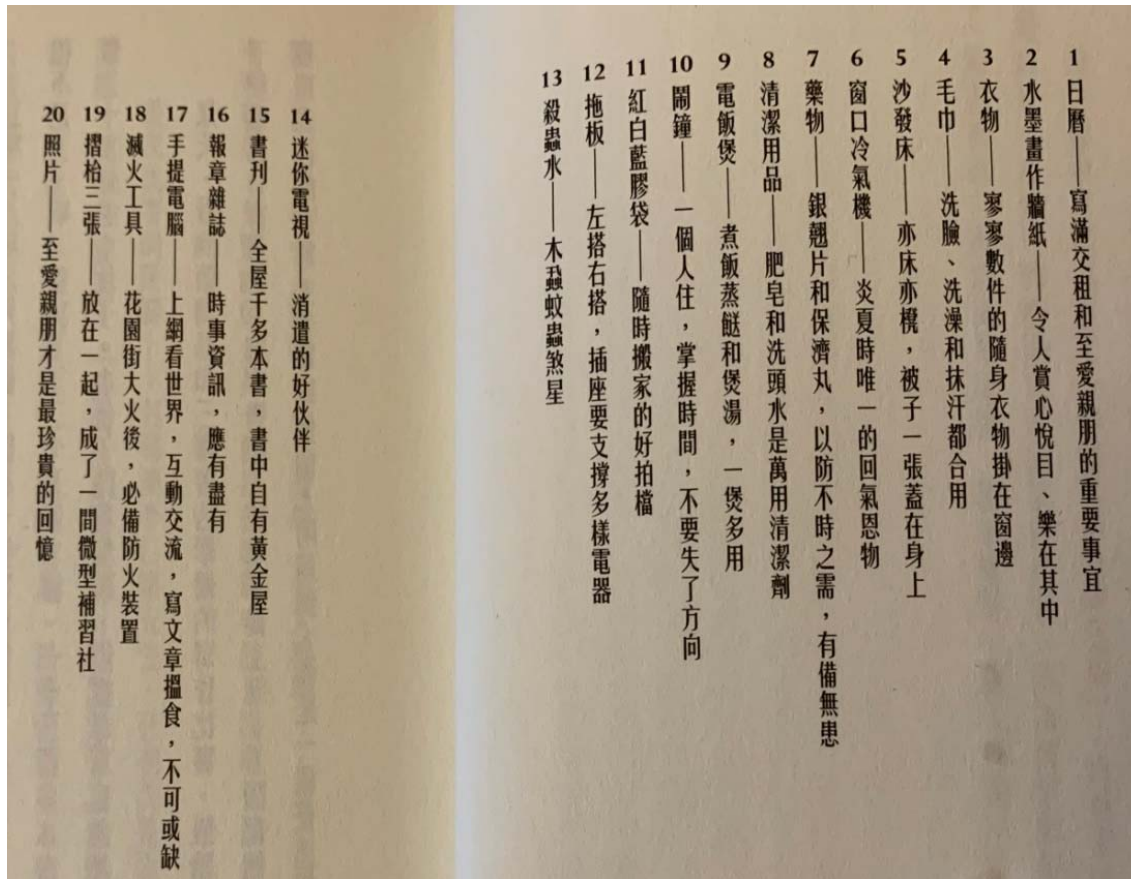 1 日曆——寫滿交租和至愛親朋的重要事宜
2 水墨畫作牆紙——令人賞心悅目、樂在其中
3 衣物——寥寥數件的隨身衣物掛在窗邊
4 毛巾——洗臉、洗澡和抹汗都合用
5 沙發床——亦床亦櫈，被子一張蓋在身上
6 窗口冷氣機——炎夏時唯一的回氣恩物
7 藥物——銀翹片和保濟丸，以防不時之需，有備無患
8 清潔用品——肥皂和洗頭水是萬用清潔劑
9 電飯煲——煮飯蒸餸和煲湯，一煲多用
10 鬧鐘——一個人住，掌握時間，不要失了方向
11 紅白藍膠袋——隨時搬家的好拍檔
12 拖板——左搭右搭，插座要支撐多樣電器
13 殺蟲水——木蝨蚊蟲煞星
14 迷你電視——消遣的好伙伴
15 書刊——全屋千多本書，書中自有黃金屋
16 報章雜誌——時事資訊，應有盡有
17 手提電腦——上網看世界，互動交流，寫文章搵食，不可或缺
18 滅火工具——花園街大火後，必備防火裝置
19 摺枱三張——放在一起，成了一間微型補習社
20 照片——至愛親朋才是最珍貴的回憶